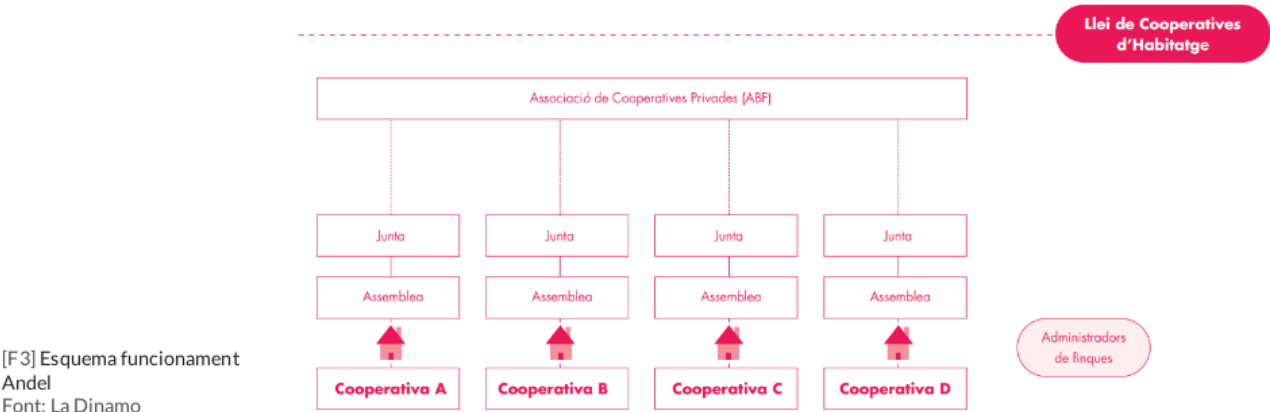 Llei de Cooperatives
d'Habitatge
Associació de Cooperatives Privades (ABF)
Junta
Junta
Junta
Junta
Assemblea
Assemblea
Assemblea
Assemblea
Administradors
de finques
Cooperativa A
Cooperativa B
Cooperativa C
Cooperativa D
[F3] Esquema funcionament
Andel
Font: La Dinamo